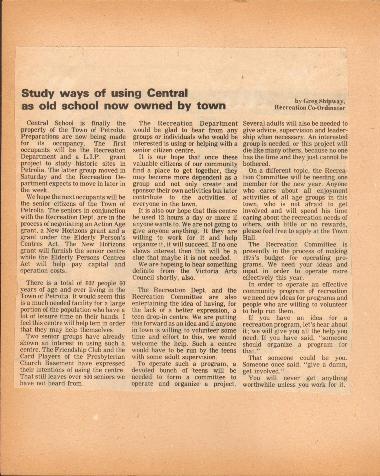 Study ways of using Central
as old school now owned by town
by Greg Shipway,
Recreation Co-Ordinator
Central School is finally the
property of the Town of Petrolia.
Preparations are now being made
for its occupancy. The first
occupants will be the Recreation
Department and a L.I.P. grant
project to study historic sites in
Petrolia. The latter group moved in
Saturday and the Recreation De-
partment expects to move in later in
the week.
We hope the next occupants will be
the senior citizens of the Town of
Petrolia. The seniors in conjunction
with the Recreation Dept. are in the
process of negotiating an Action Age
grant, a New Horizons grant and a
grant under the Elderly Person's
Centres Act. The New Horizons
grant will furnish the senior centre
while the Elderly Persons Centres
Act will help pay capital and
operation costs.
There is a total of 802 people 60
years of age and over living in the
Town of Petrolia. It would seem this
is a much needed facility for a large
portion of the population who have a
lot of leisure time on their hands. I
feel this centre will help them in order
that they may help themselves.
Two senior groups have already
shown an interest in using such a
centre. The Friendship Club and the
Card Players of the Presbyterian
Church Basement have expressed
their intentions of using the centre.
That still leaves over 500 seniors we
have not heard from.
The Recreation Department
would be glad to hear from any
groups or individuals who would be
interested in using or helping with a
senior citizen centre.
It is our hope that once these
valuable citizens of our community
find a place to get together, they
may become more dependent as a
group and not only create and
sponsor their own activities but later
contribute to the activities of
everyone in the town.
It is also our hope that this centre
be used 12 hours a day or more if
anyone wants to. We are not going to
give anyone anything. If they are
willing to work for it and help
organize it, it will succeed. If no one
shows interest then this will be a
clue that maybe it is not needed.
We are hoping to hear something
definite from the Victoria Arts
Council shortly, also.
The Recreation Dept. and the
Recreation Committee are also
entertaining the idea of having, for
the lack of a better expression, a
teen drop-in centre. We are putting
this forward as an idea and if anyone
in town is willing to volunteer some
time and effort to this, we would
welcome the help. Such a centre
would have to be run by the teens
with some adult supervision.
To operate such a program, a
devoted bunch of teens will be
needed to form a committee to
operate and organize a project.
Several adults will also be needed to
give advice, supervision and leader-
ship when necessary. An interested
group is needed, or this project will
die like many others, because no one
has the time and they just cannot be
bothered.
On a different topic, the Recrea-
tion Committee will be needing one
member for the new year. Anyone
who cares about all enjoyment
activities of all age groups in this
town, who is not afraid to be
involved and will spend his time
caring about the recreation needs of
others, with little or no rewards,
please feel free to apply at the Town
Hall.
The Recreation Committee is
presently in the process of making
1975's budget for operating pro-
grams. We need your ideas and
input in order to operate more
effectively this year.
In order to operate an effective
community program of recreation
we need new ideas for programs and
people who are willing to volunteer
to help run them.
If you have an idea for a
recreation program, let's hear about
it; we will give you all the help you
need. If you have said, "someone
should organize a program for
that."
That someone could be you.
Someone once said: "give a damn,
get involved."
You will never get anything
worthwhile unless you work for it.